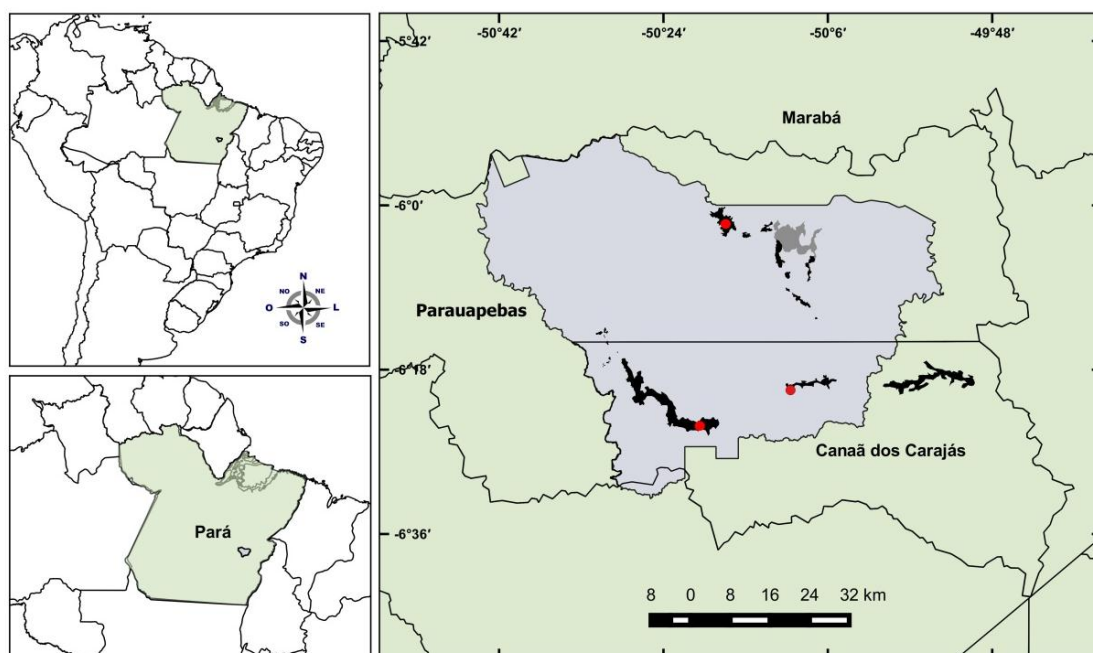 N
NO NE
O L
SO SE
S
Pará
-50°42′ -50°24′ -50°6′ -49°48′
-5°42′
Marabá
-6°0′
Parauapebas
-6°18′
Canaã dos Carajás
-6°36′
8 0 8 16 24 32 km